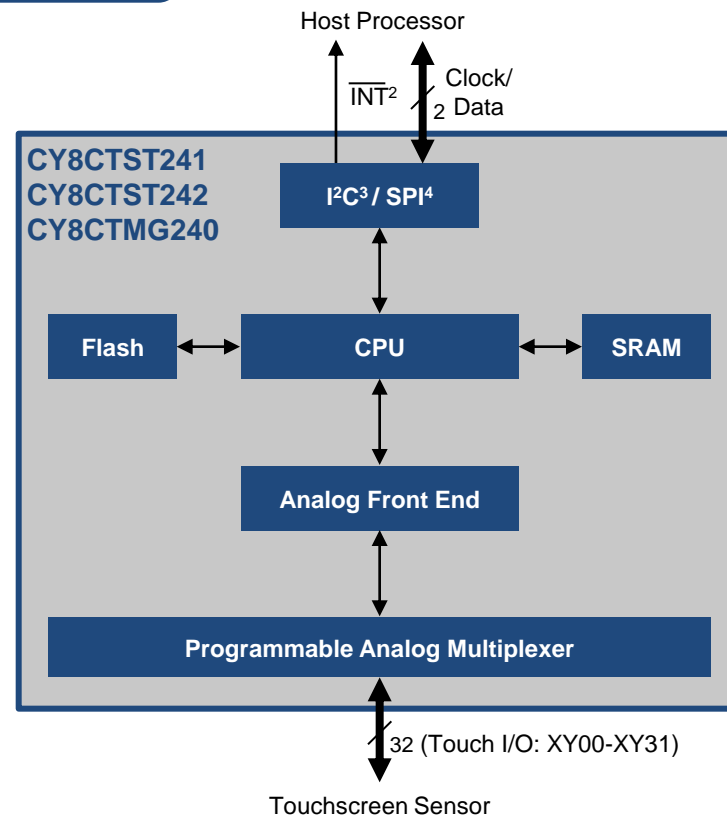 Host Processor
INT²
Clock/
2 Data
CY8CTST241
CY8CTST242
CY8CTMG240
I²C³ / SPI⁴
Flash
CPU
SRAM
Analog Front End
Programmable Analog Multiplexer
32 (Touch I/O: XY00-XY31)
Touchscreen Sensor